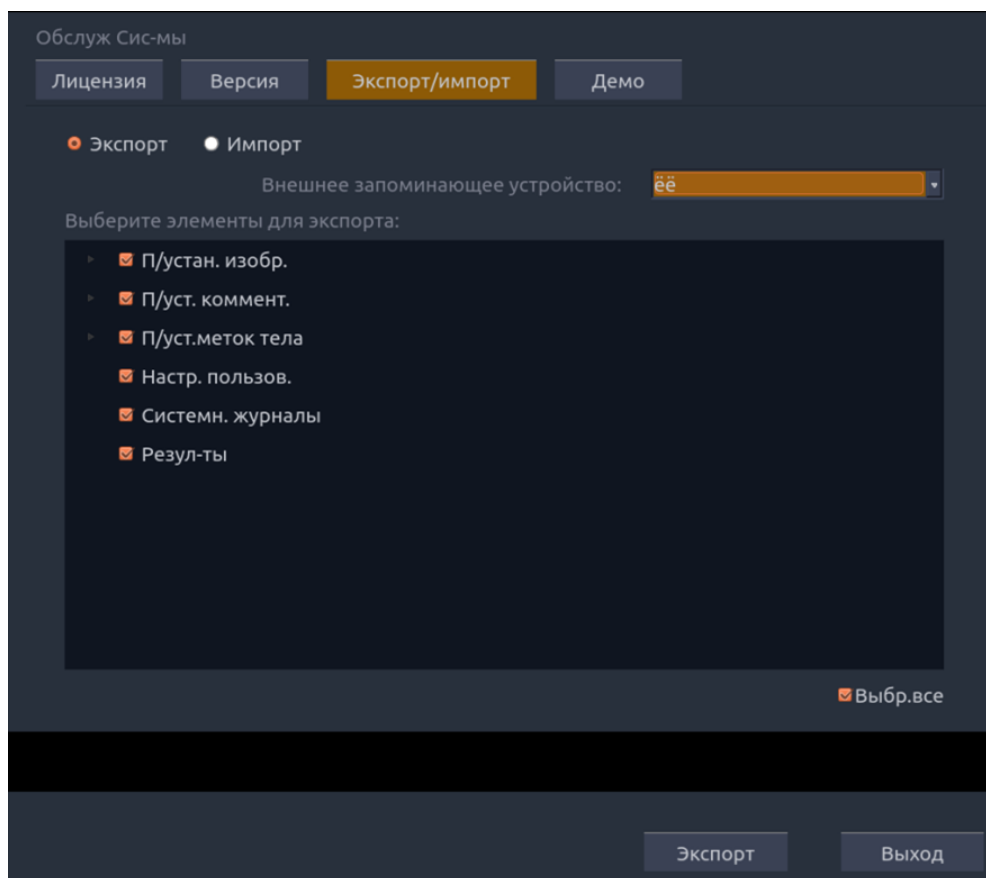 Обслуж Сис-мы
Лицензия Версия Экспорт/импорт Демо
Экспорт Импорт
Внешнее запоминающее устройство: ёё
Выберите элементы для экспорта:
П/устан. изобр.
П/уст. коммент.
П/уст.меток тела
Настр. пользов.
Системн. журналы
Резул-ты
Выбр.все
Экспорт Выход